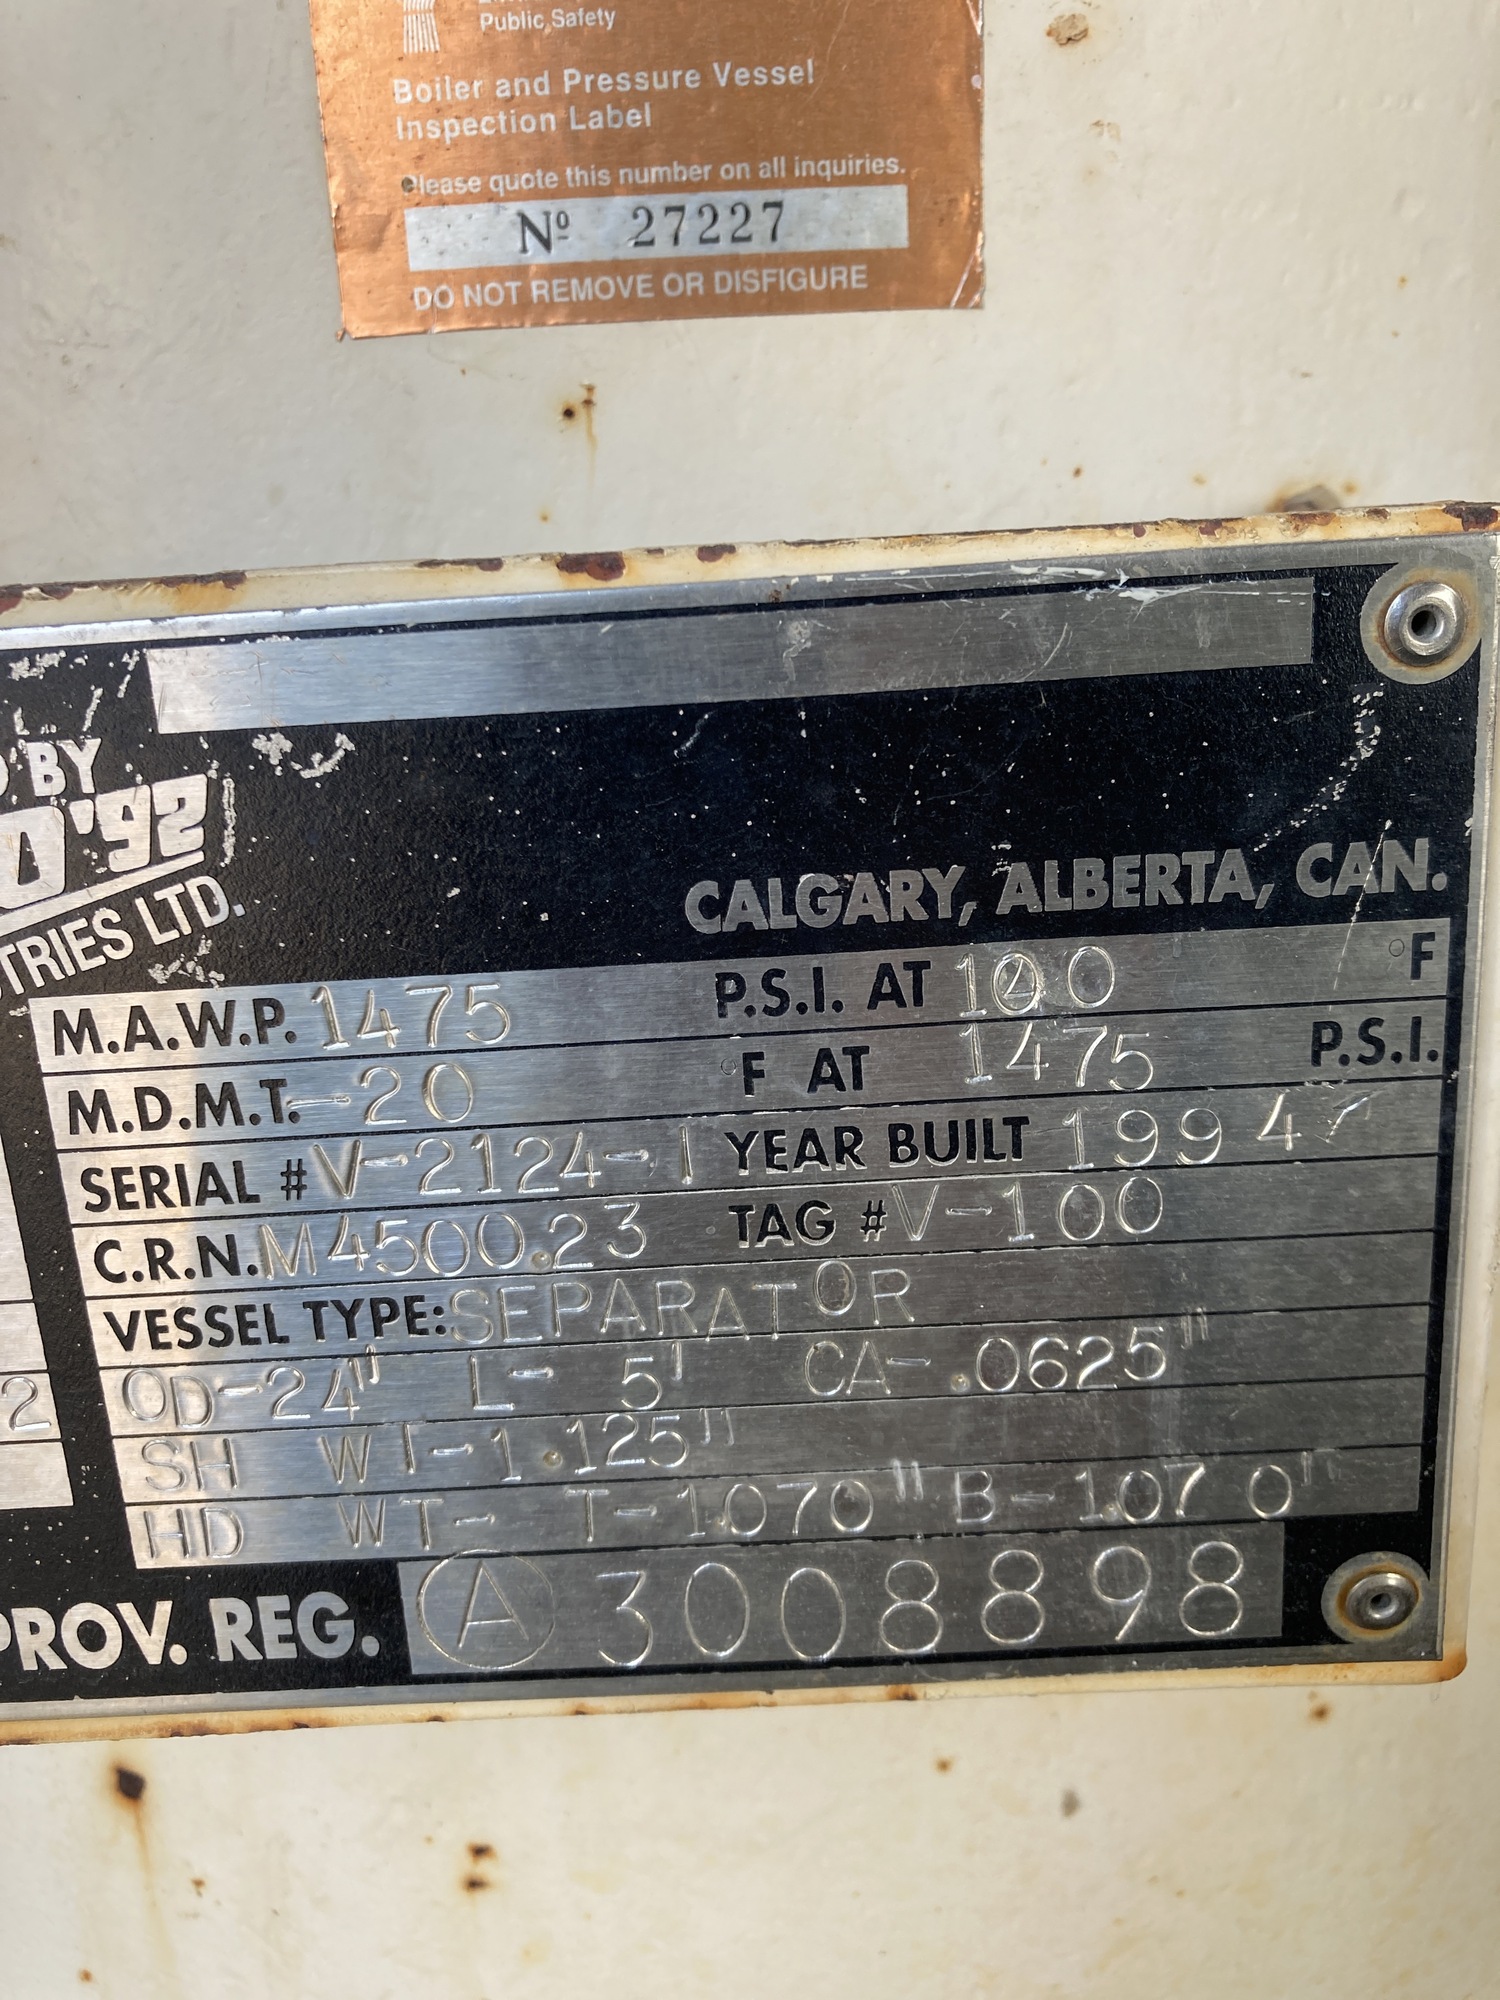 Public Safety
Boiler and Pressure Vessel
Inspection Label
Please quote this number on all inquiries.
Nº 27227
DO NOT REMOVE OR DISFIGURE
BY
'92
LTD.
CALGARY, ALBERTA, CAN.
M.A.W.P. 1475 P.S.I. AT 100 °F
M.D.M.T. -20 °F AT 1475 P.S.I.
SERIAL # V-2124-1 YEAR BUILT 1994
C.R.N. M4500.23 TAG # V-100
VESSEL TYPE: SEPARATOR
OD-24" L- 5' CA- .0625"
2
SH WT-1.125"
HD WT- T-1.070" B-1.070"
PROV. REG. Ⓐ 3008898